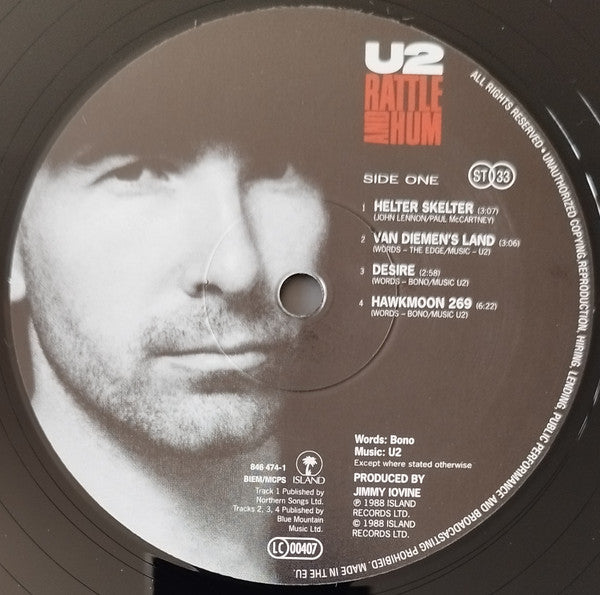 U2
RATTLE
AND HUM
SIDE ONE
ST 33
1 HELTER SKELTER (3:07)
(JOHN LENNON/PAUL McCARTNEY)
2 VAN DIEMEN'S LAND (3:06)
(WORDS – THE EDGE/MUSIC – U2)
3 DESIRE (2:58)
(WORDS – BONO/MUSIC U2)
4 HAWKMOON 269 (6:22)
(WORDS – BONO/MUSIC U2)
Words: Bono
Music: U2
Except where stated otherwise
PRODUCED BY
JIMMY IOVINE
℗ 1988 ISLAND
RECORDS LTD.
© 1988 ISLAND
RECORDS LTD.
846 474-1
BIEM/MCPS
ISLAND
Track 1 Published by
Northern Songs Ltd.
Tracks 2, 3, 4 Published by
Blue Mountain
Music Ltd.
LC 00407
ALL RIGHTS RESERVED • UNAUTHORIZED COPYING, REPRODUCTION, HIRING, LENDING, PUBLIC PERFORMANCE AND BROADCASTING PROHIBITED. MADE IN THE EU.